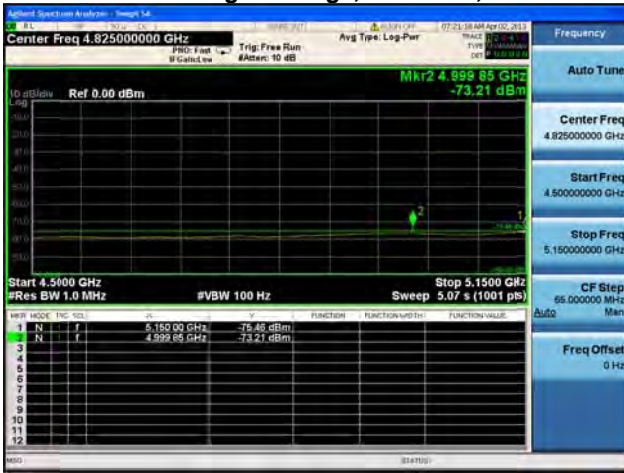 Agilent Spectrum Analyzer - Swept SA
RL
07:21:18 AM Apr 02, 2013
Center Freq 4.825000000 GHz
PNO: Fast
Trig: Free Run
Avg Type: Log-Pwr
TRACE
TYPE
DET
IFGain:Low
#Atten: 10 dB
Frequency
Mkr2 4.999 85 GHz
-73.21 dBm
10 dB/div
Ref 0.00 dBm
Log
Auto Tune
Center Freq
4.825000000 GHz
Start Freq
4.500000000 GHz
Stop Freq
5.150000000 GHz
CF Step
65.000000 MHz
Auto Man
Freq Offset
0 Hz
2
1
Start 4.5000 GHz
Stop 5.1500 GHz
#Res BW 1.0 MHz
#VBW 100 Hz
Sweep 5.07 s (1001 pts)
MKR MODE TRC SCL X Y FUNCTION FUNCTION WIDTH FUNCTION VALUE
1 N f 5.150 00 GHz -75.46 dBm
2 N f 4.999 85 GHz -73.21 dBm
3
4
5
6
7
8
9
10
11
12
MSG
STATUS